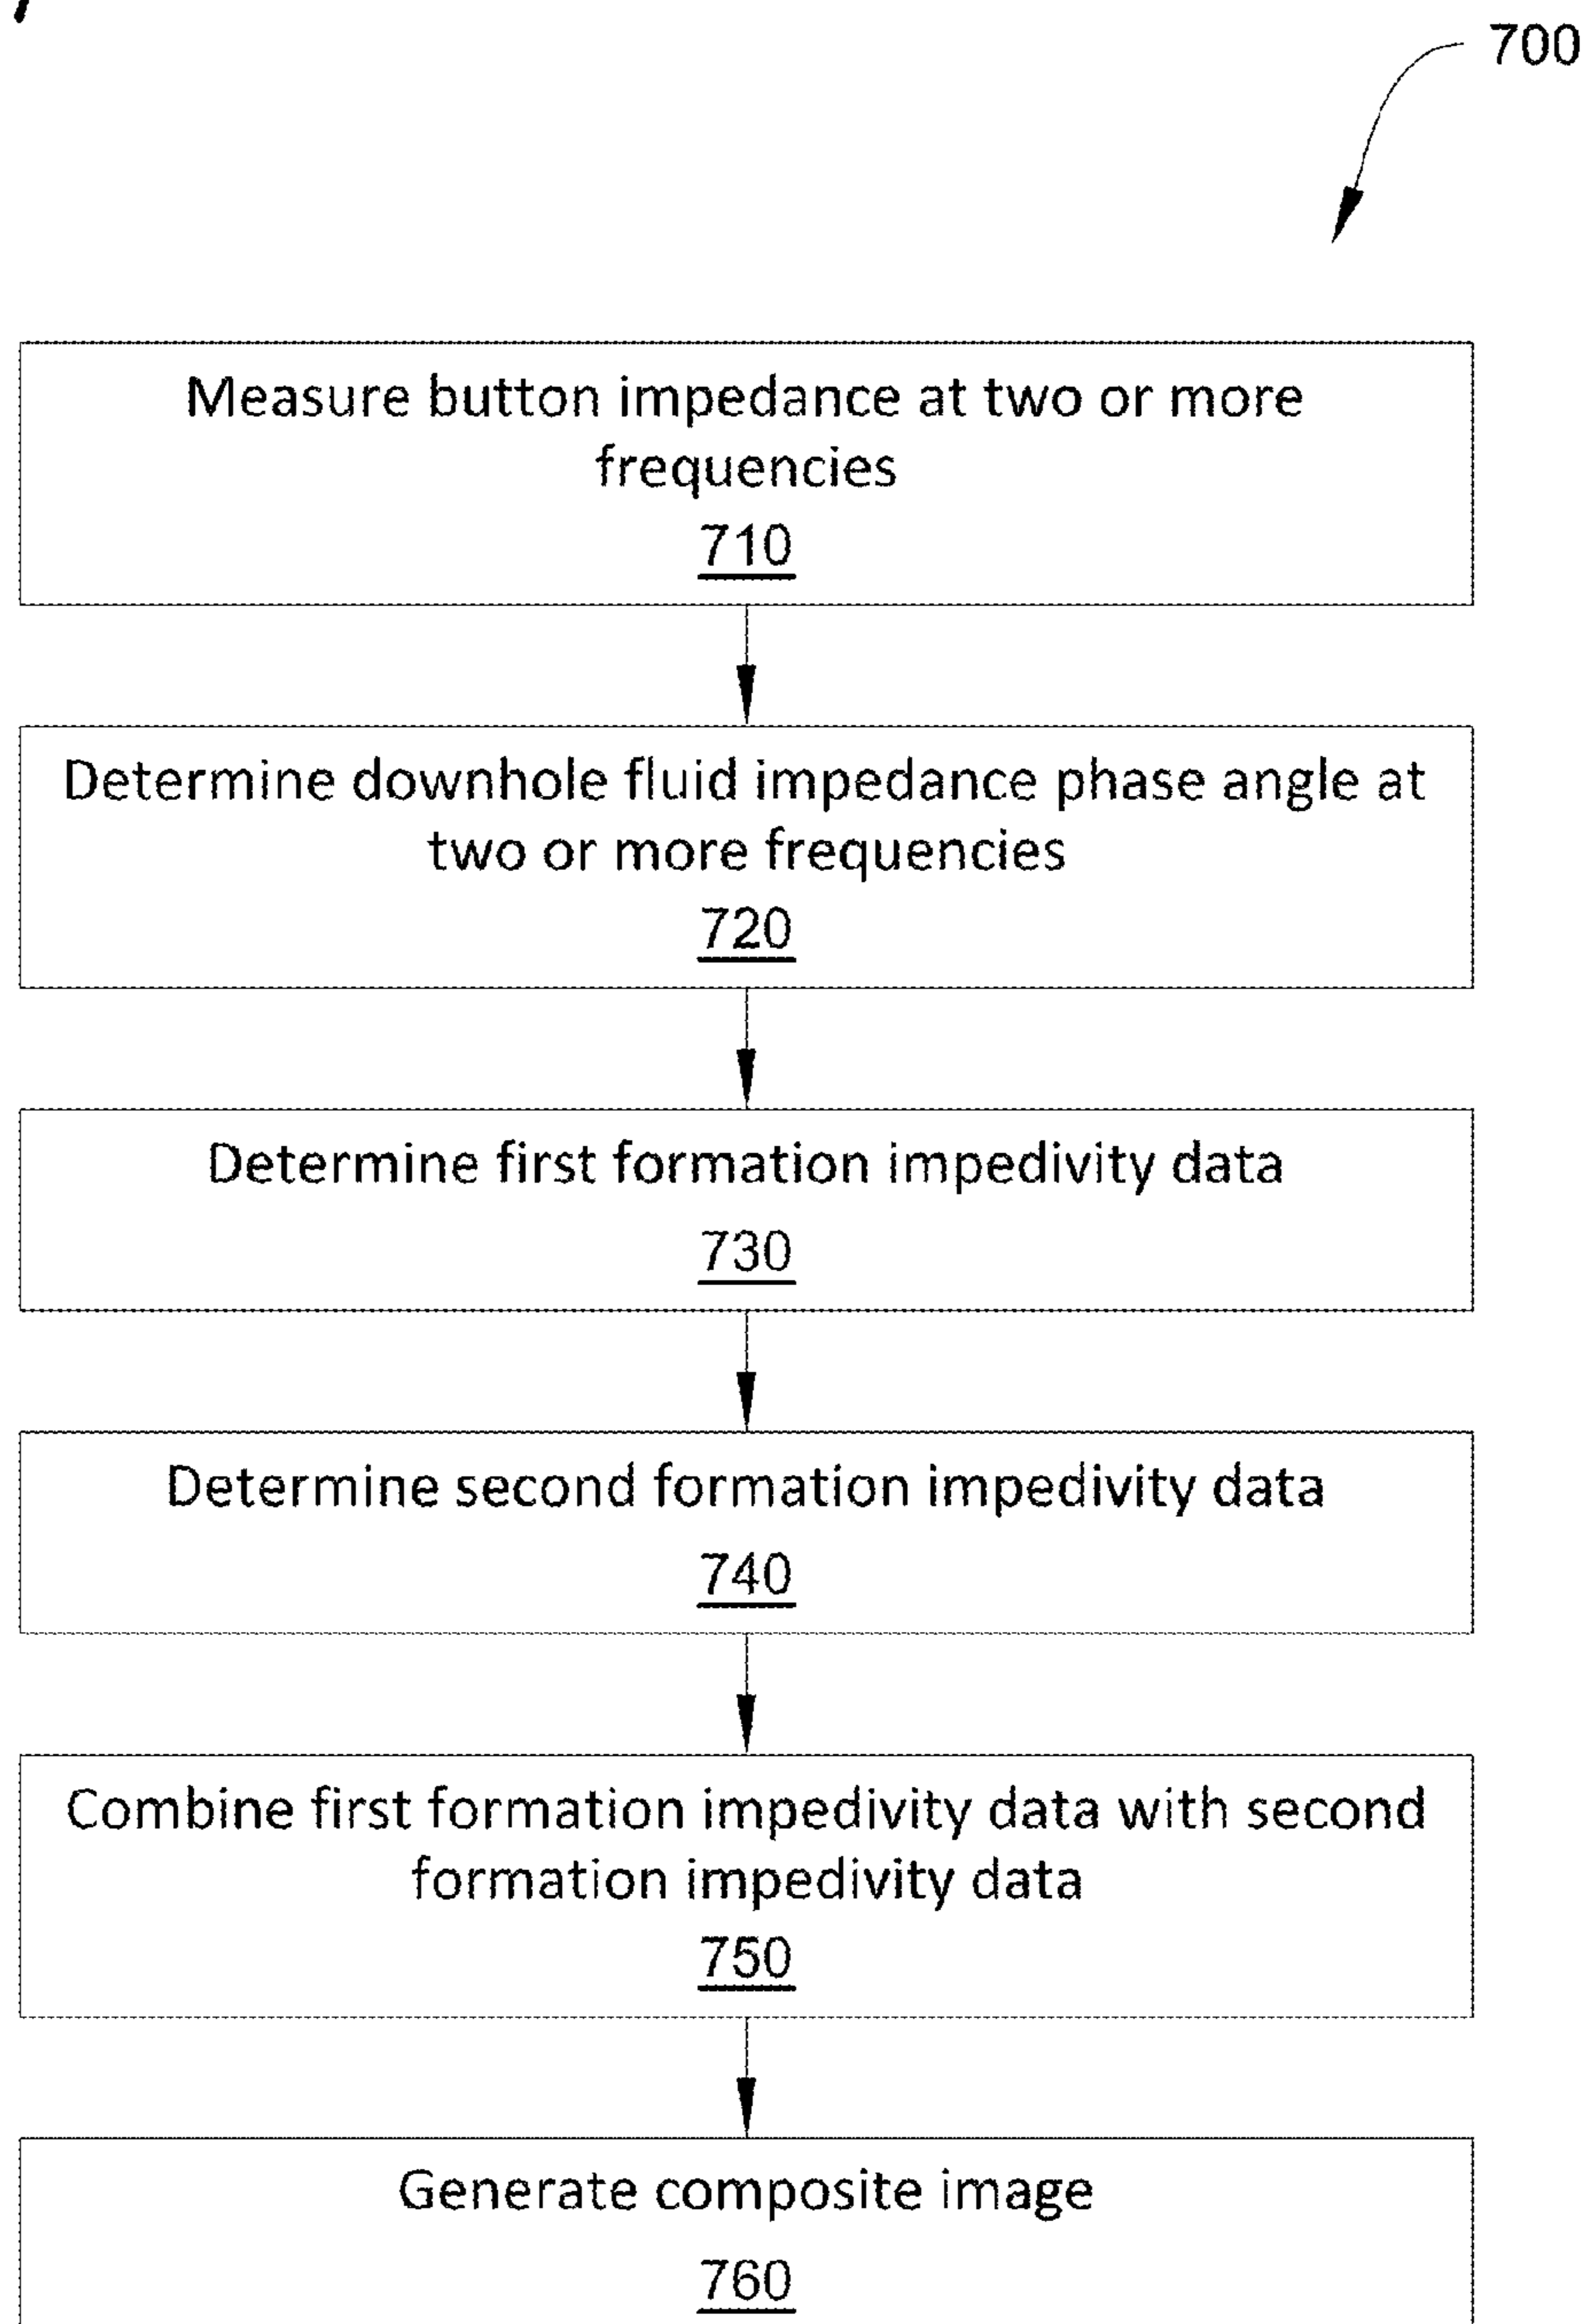 700
Measure button impedance at two or more
frequencies
710
Determine downhole fluid impedance phase angle at
two or more frequencies
720
Determine first formation impedivity data
730
Determine second formation impedivity data
740
Combine first formation impedivity data with second
formation impedivity data
750
Generate composite image
760